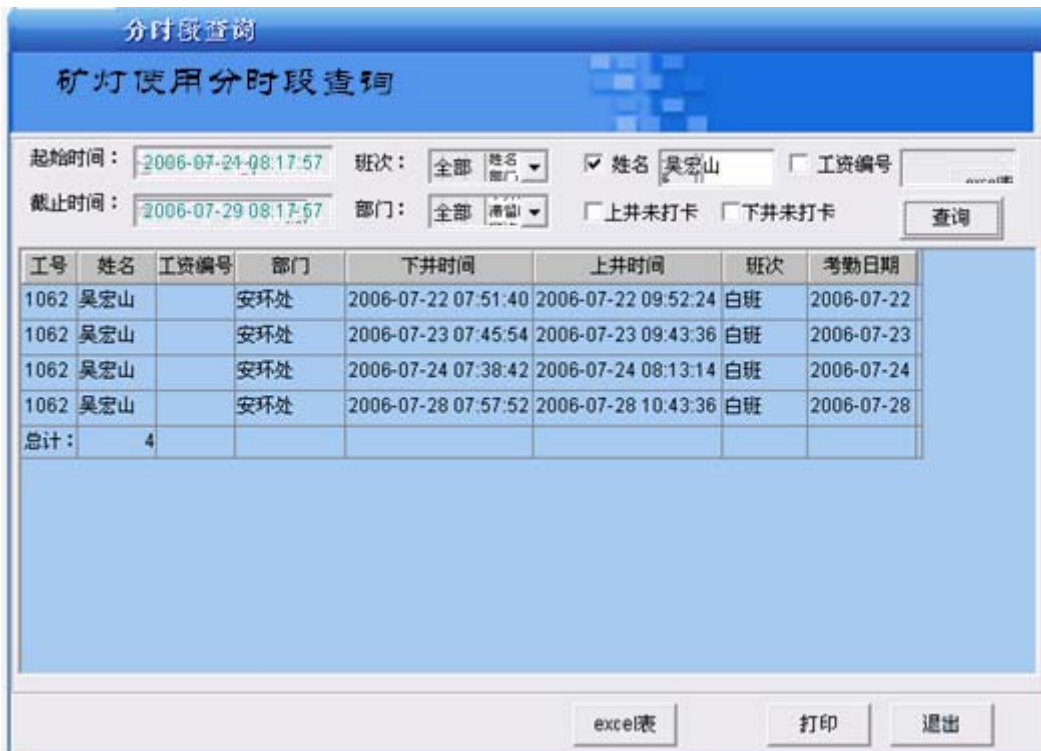 分时段查询
矿灯使用分时段查询
起始时间： 2006-07-21 08:17:57 班次： 全部 姓名 姓名 吴宏山 工资编号
截止时间： 2006-07-29 08:17:57 部门： 全部 滞留 上井未打卡 下井未打卡 查询
工号 姓名 工资编号 部门 下井时间 上井时间 班次 考勤日期
1062 吴宏山 安环处 2006-07-22 07:51:40 2006-07-22 09:52:24 白班 2006-07-22
1062 吴宏山 安环处 2006-07-23 07:45:54 2006-07-23 09:43:36 白班 2006-07-23
1062 吴宏山 安环处 2006-07-24 07:38:42 2006-07-24 08:13:14 白班 2006-07-24
1062 吴宏山 安环处 2006-07-28 07:57:52 2006-07-28 10:43:36 白班 2006-07-28
总计： 4
excel表 打印 退出